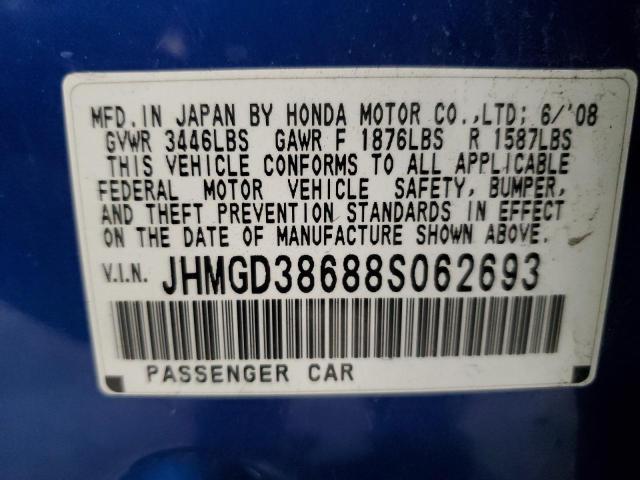 MFD. IN JAPAN BY HONDA MOTOR CO.,LTD; 6/'08
GVWR 3446LBS GAWR F 1876LBS R 1587LBS
THIS VEHICLE CONFORMS TO ALL APPLICABLE
FEDERAL MOTOR VEHICLE SAFETY, BUMPER,
AND THEFT PREVENTION STANDARDS IN EFFECT
ON THE DATE OF MANUFACTURE SHOWN ABOVE.
V.I.N. JHMGD38688S062693
PASSENGER CAR